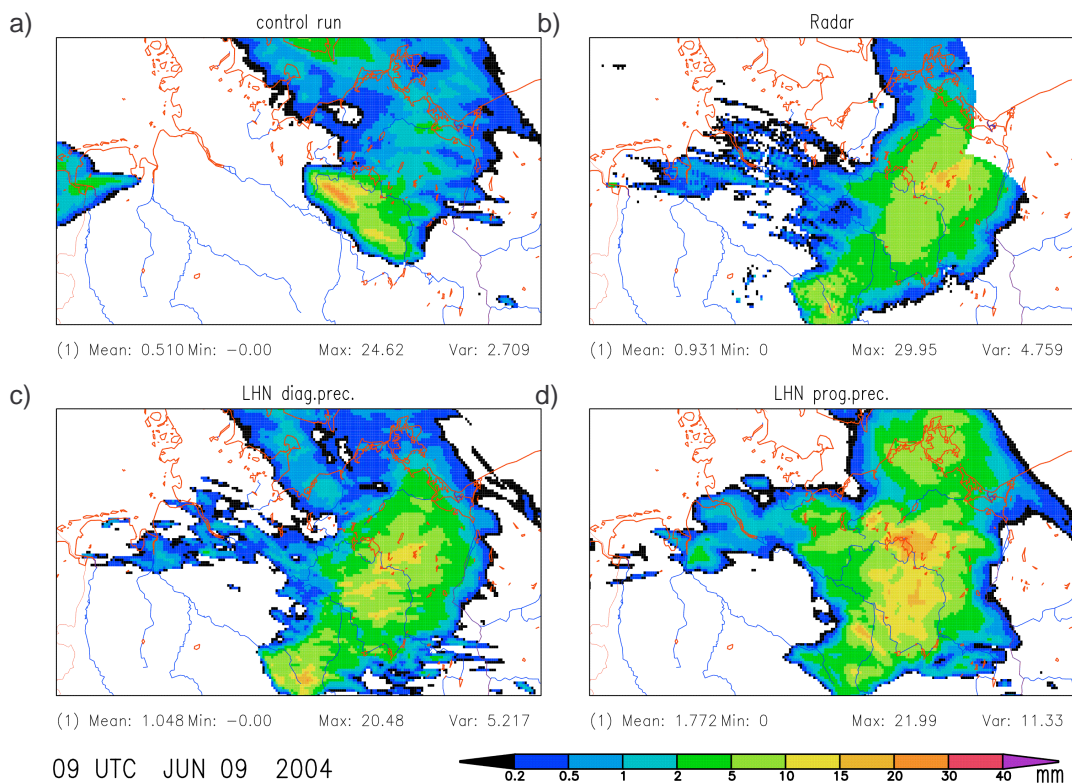 a) control run
b) Radar
(1) Mean: 0.510 Min: −0.00 Max: 24.62 Var: 2.709
(1) Mean: 0.931 Min: 0 Max: 29.95 Var: 4.759
c) LHN diag.prec.
d) LHN prog.prec.
(1) Mean: 1.048 Min: −0.00 Max: 20.48 Var: 5.217
(1) Mean: 1.772 Min: 0 Max: 21.99 Var: 11.33
09 UTC JUN 09 2004
0.2 0.5 1 2 5 10 15 20 30 40 mm